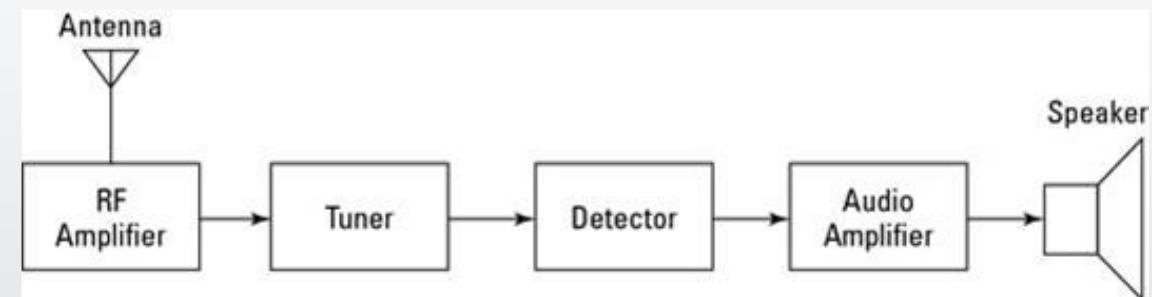 Antenna
Speaker
RF
Amplifier
Tuner
Detector
Audio
Amplifier